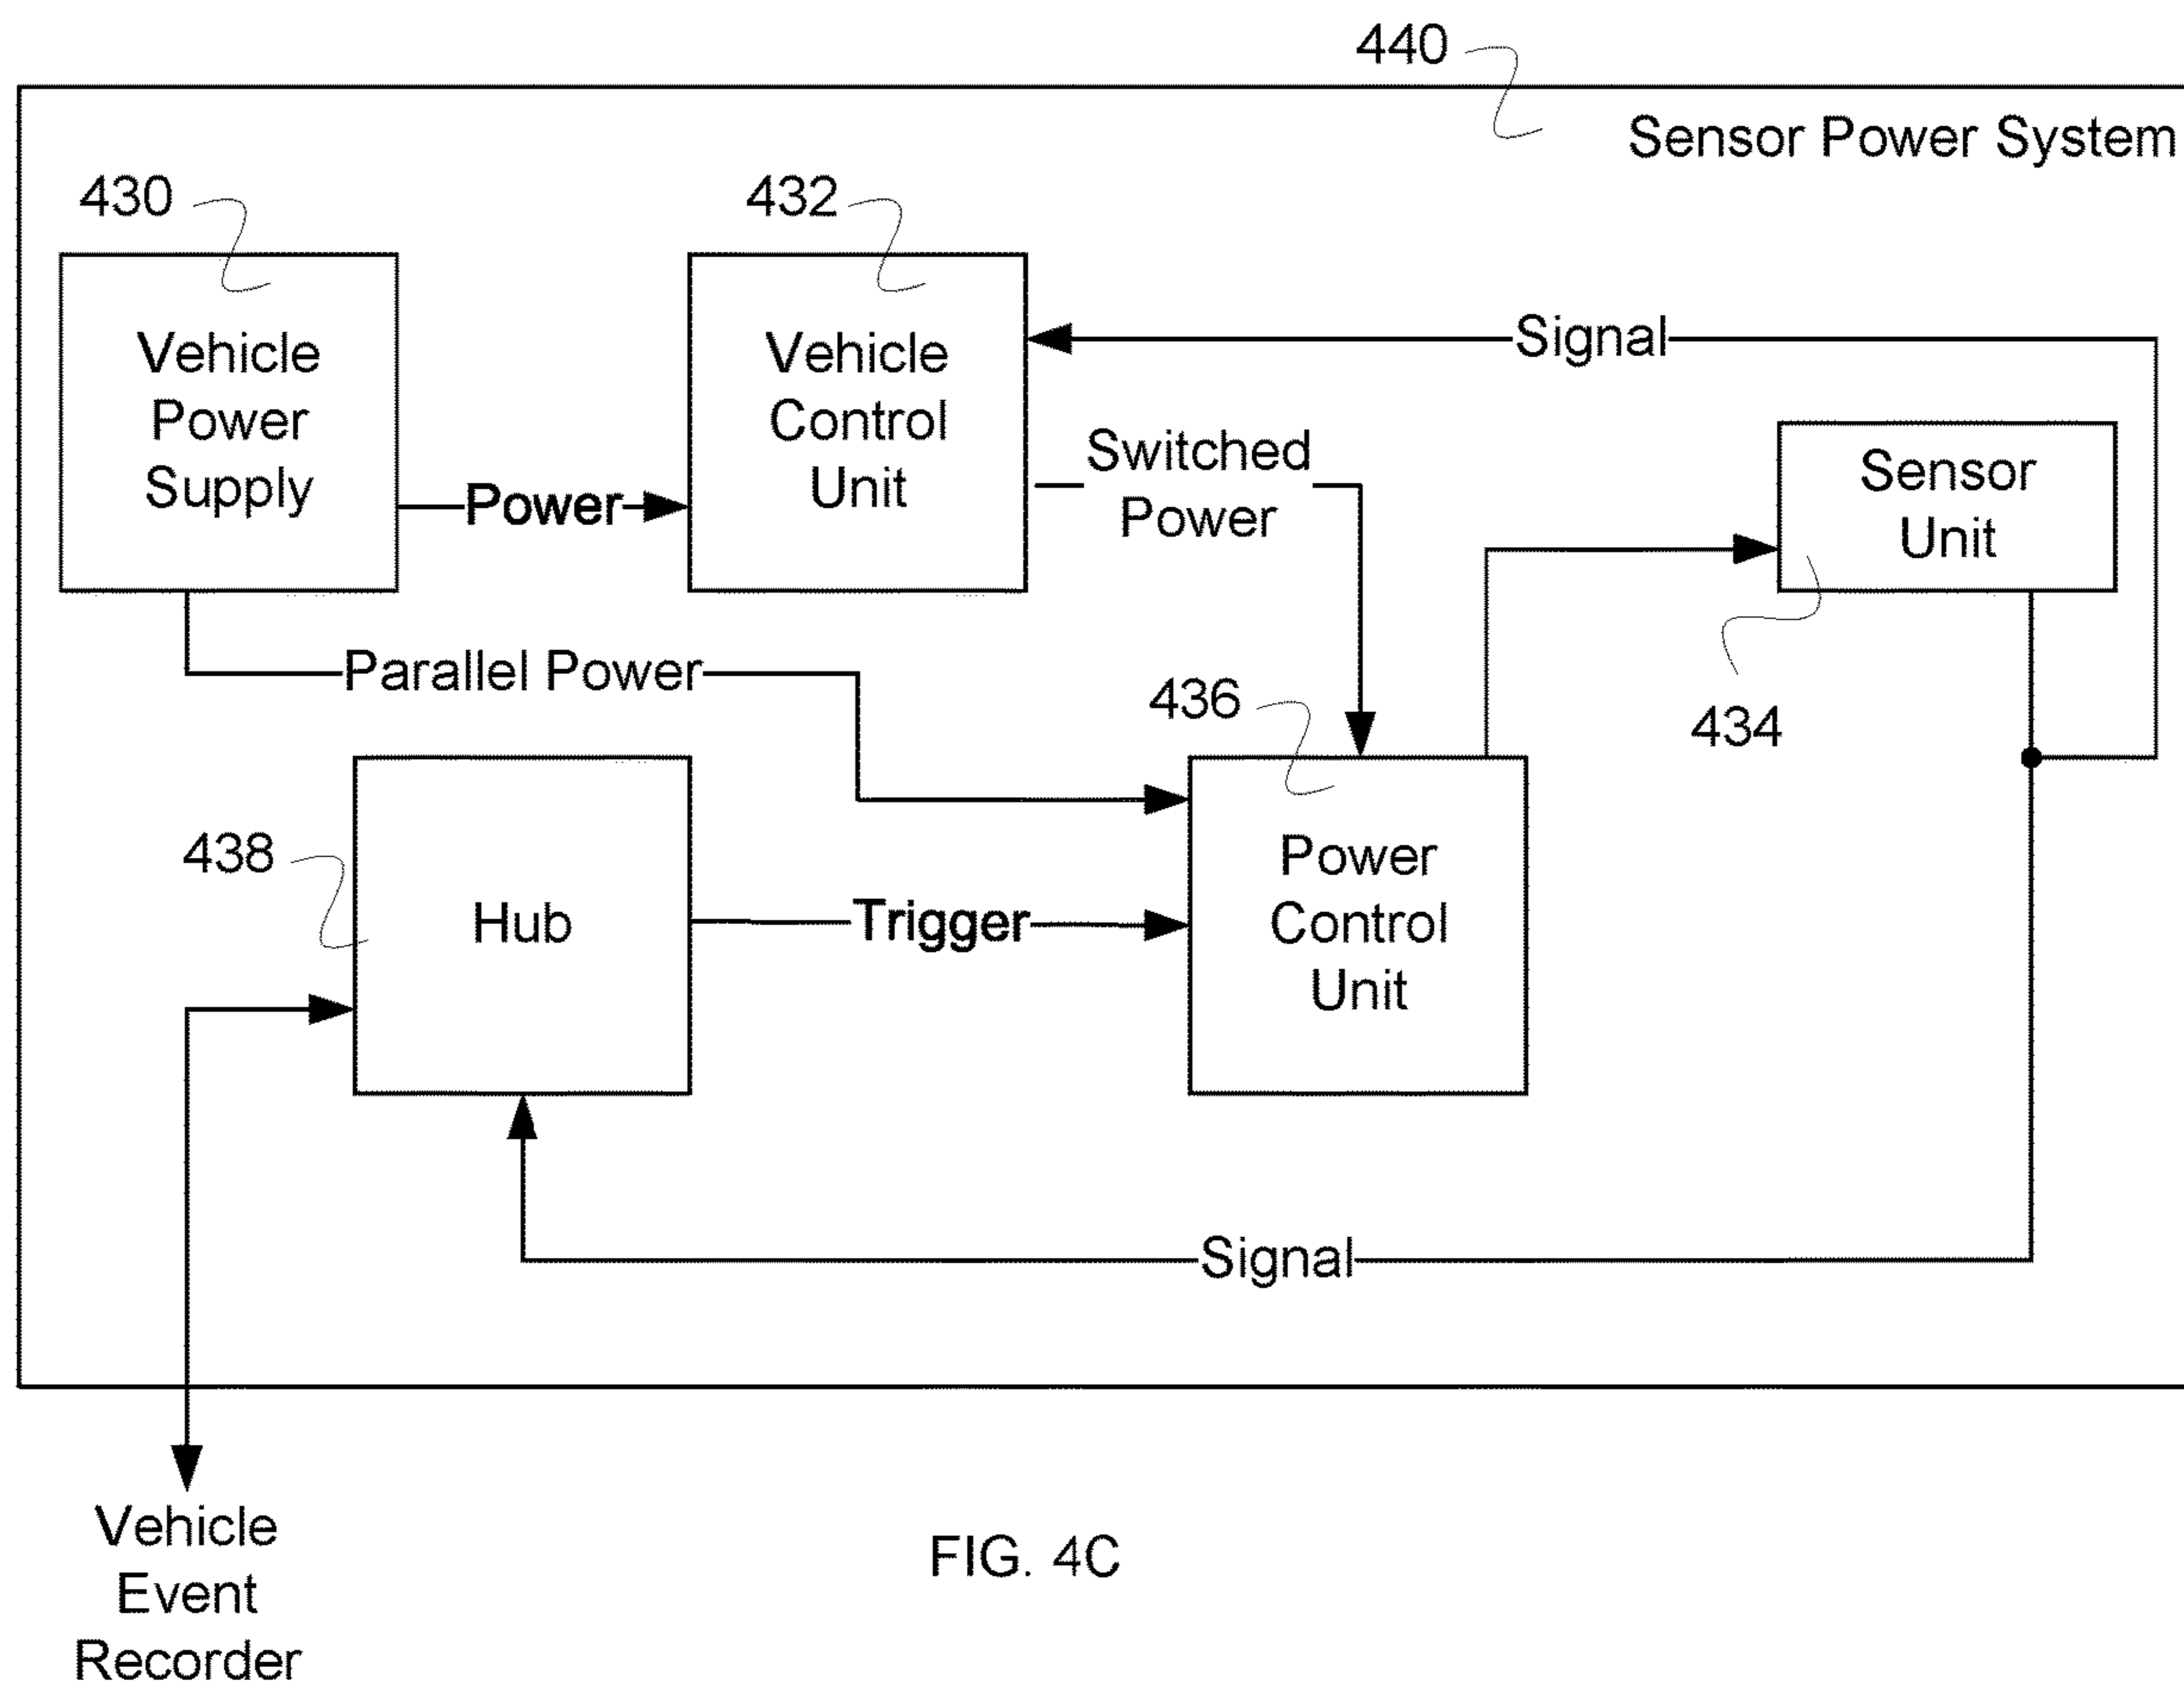 440
Sensor Power System
430
432
Vehicle
Power
Supply
Vehicle
Control
Unit
Signal
Switched
Power
Sensor
Unit
Power
Parallel Power
436
434
438
Hub
Trigger
Power
Control
Unit
Signal
Vehicle
Event
Recorder
FIG. 4C